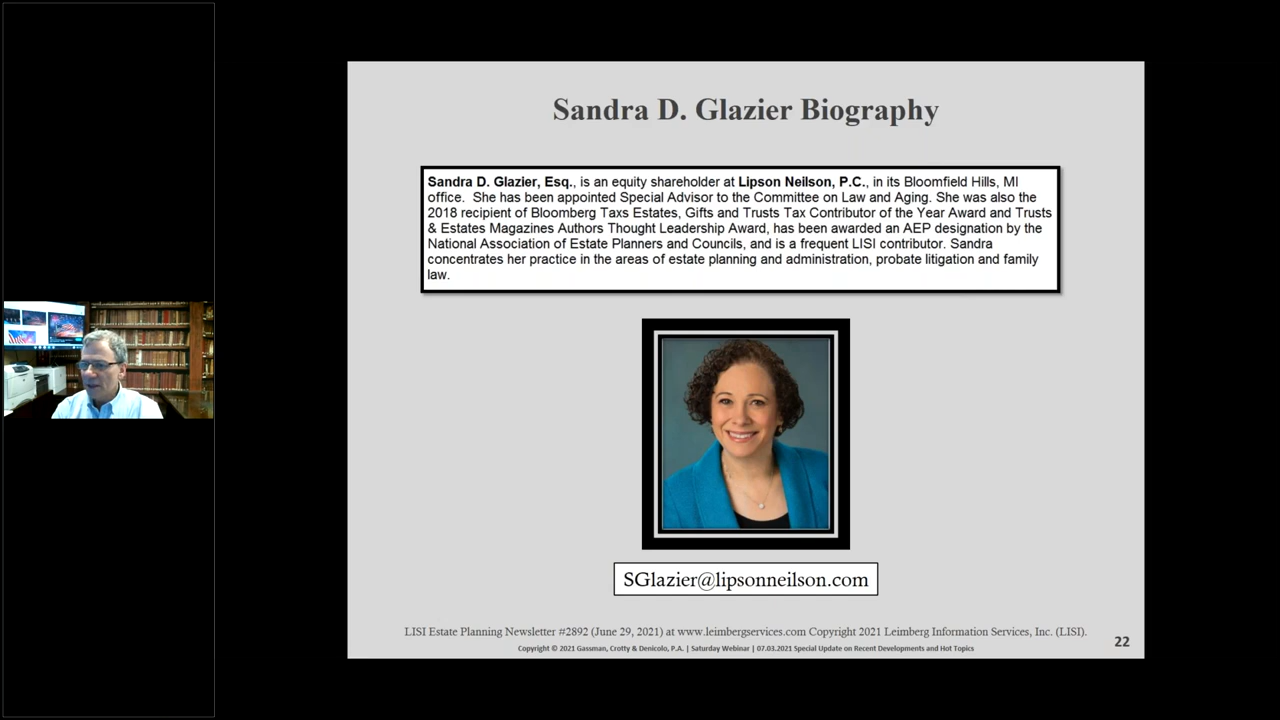 Sandra D. Glazier Biography
Sandra D. Glazier, Esq., is an equity shareholder at Lipson Neilson, P.C., in its Bloomfield Hills, MI
office. She has been appointed Special Advisor to the Committee on Law and Aging. She was also the
2018 recipient of Bloomberg Taxs Estates, Gifts and Trusts Tax Contributor of the Year Award and Trusts
& Estates Magazines Authors Thought Leadership Award, has been awarded an AEP designation by the
National Association of Estate Planners and Councils, and is a frequent LISI contributor. Sandra
concentrates her practice in the areas of estate planning and administration, probate litigation and family
law.
SGlazier@lipsonneilson.com
LISI Estate Planning Newsletter #2892 (June 29, 2021) at www.leimbergservices.com Copyright 2021 Leimberg Information Services, Inc. (LISI).
Copyright © 2021 Gassman, Crotty & Denicolo, P.A. | Saturday Webinar | 07.03.2021 Special Update on Recent Developments and Hot Topics
22